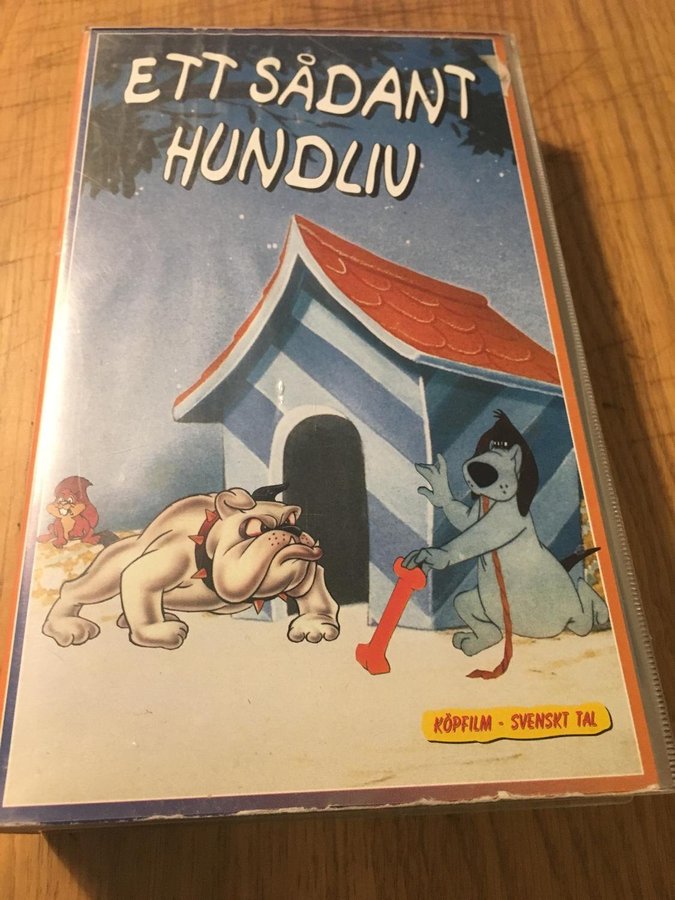 ETT SÅDANT
HUNDLIV
KÖPFILM - SVENSKT TAL